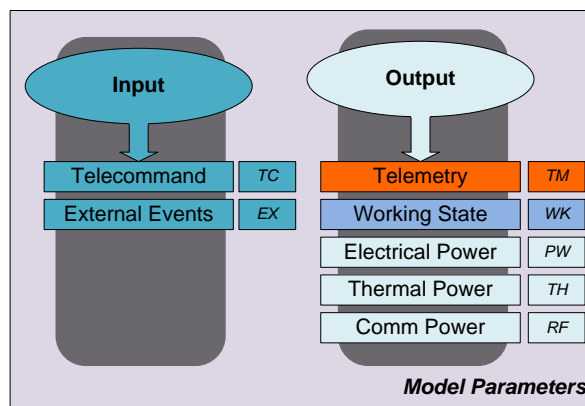 Input
Output
Telecommand TC
External Events EX
Telemetry TM
Working State WK
Electrical Power PW
Thermal Power TH
Comm Power RF
Model Parameters